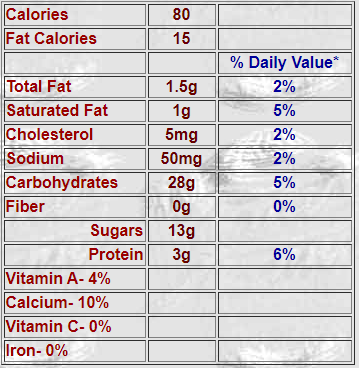 Calories 80
Fat Calories 15
% Daily Value*
Total Fat 1.5g 2%
Saturated Fat 1g 5%
Cholesterol 5mg 2%
Sodium 50mg 2%
Carbohydrates 28g 5%
Fiber 0g 0%
Sugars 13g
Protein 3g 6%
Vitamin A- 4%
Calcium- 10%
Vitamin C- 0%
Iron- 0%